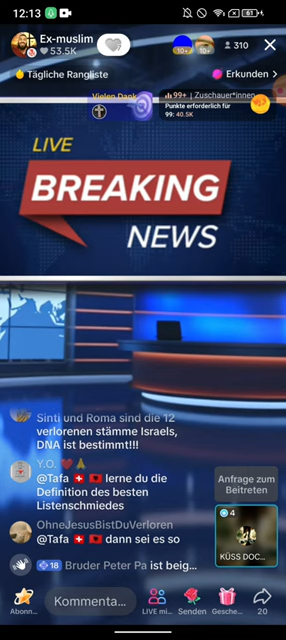 12:13
61
Ex-muslim
53.5K
10+
10+
310
Tägliche Rangliste
Erkunden
Vielen Dank
99+ | Zuschauer*innen
Punkte erforderlich für
99: 40.5K
LIVE
BREAKING
NEWS
Sinti und Roma sind die 12
verlorenen stämme Israels,
DNA ist bestimmt!!!
Y.O. ❤️🙏
@Tafa 🇨🇭 🇦🇱 lerne du die
Definition des besten
Listenschmiedes
OhneJesusBistDuVerloren
@Tafa 🇨🇭 🇦🇱 dann sei es so
18 Bruder Peter Pa ist beig...
Anfrage zum
Beitreten
4
KÜSS DOC...
Abonn...
Kommenta...
LIVE mi...
Senden
Gesche...
20